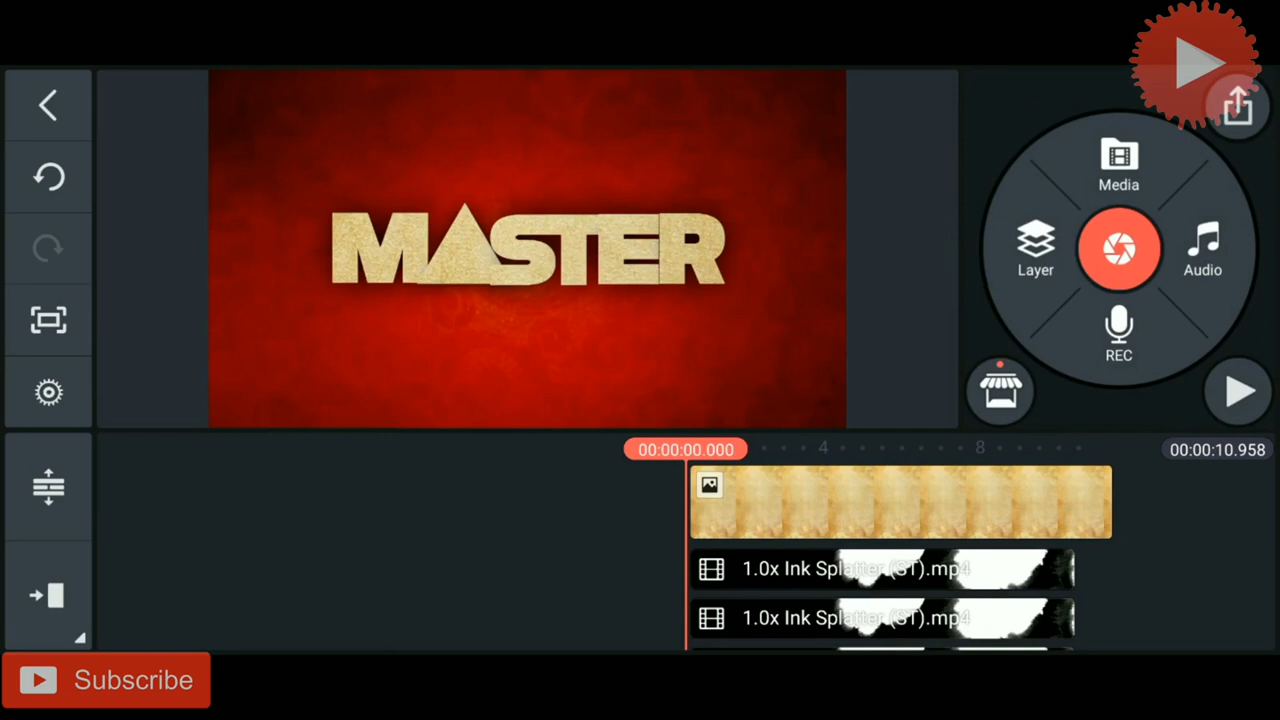 MASTER
Media
Layer
Audio
REC
00:00:00.000
4
8
00:00:10.958
1.0x Ink Splatter (ST).mp4
1.0x Ink Splatter (ST).mp4
Subscribe